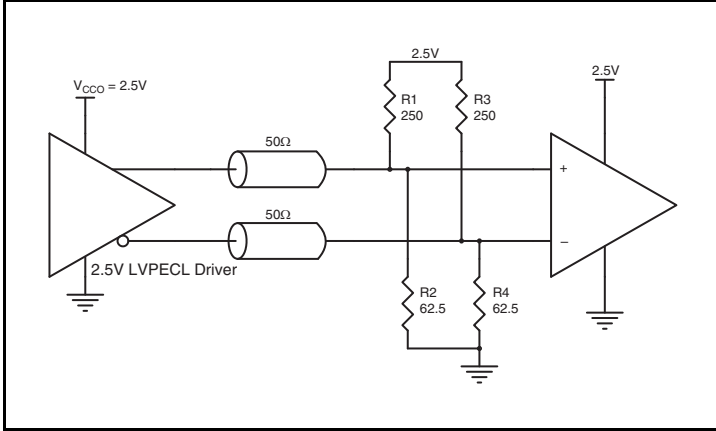 2.5V
V_CCO = 2.5V
2.5V
R1
250
R3
250
50Ω
+
50Ω
–
2.5V LVPECL Driver
R2
62.5
R4
62.5